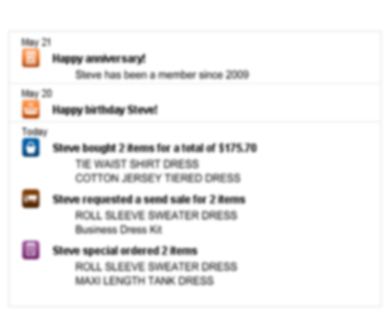 May 21
Happy anniversary!
Steve has been a member since 2009
May 20
Happy birthday Steve!
Today
Steve bought 2 items for a total of $175.70
TIE WAIST SHIRT DRESS
COTTON JERSEY TIERED DRESS
Steve requested a send sale for 2 items
ROLL SLEEVE SWEATER DRESS
Business Dress Kit
Steve special ordered 2 items
ROLL SLEEVE SWEATER DRESS
MAXI LENGTH TANK DRESS